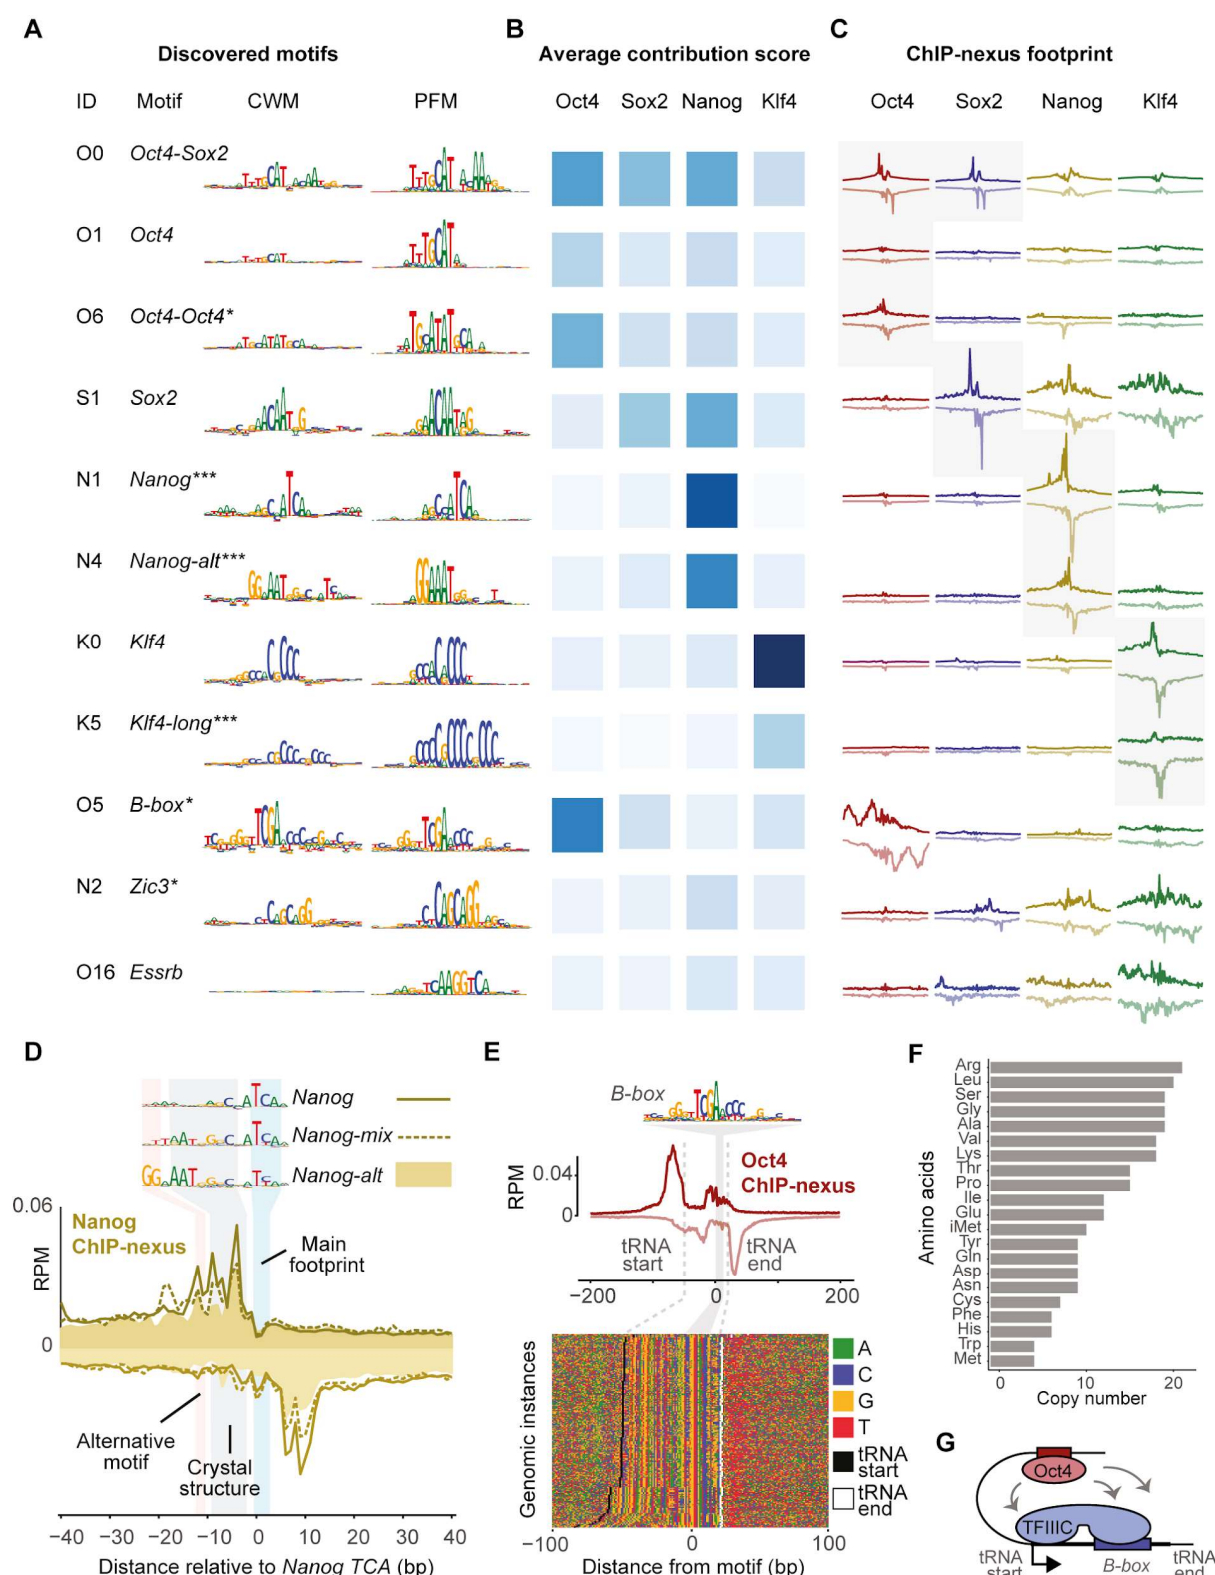 A
B
C
Discovered motifs
Average contribution score
ChIP-nexus footprint
ID Motif CWM PFM
Oct4 Sox2 Nanog Klf4
Oct4 Sox2 Nanog Klf4
O0 Oct4-Sox2
O1 Oct4
O6 Oct4-Oct4*
S1 Sox2
N1 Nanog***
N4 Nanog-alt***
K0 Klf4
K5 Klf4-long***
O5 B-box*
N2 Zic3*
O16 Essrb
D
Nanog
Nanog-mix
Nanog-alt
0.06
Nanog
ChIP-nexus
RPM
0
Main
footprint
Alternative
motif
Crystal
structure
−40 −30 −20 −10 0 10 20 30 40
Distance relative to Nanog TCA (bp)
E
B-box
0.04
RPM
0
Oct4
ChIP-nexus
tRNA
start
tRNA
end
−200 0 200
Genomic instances
A
C
G
T
tRNA
start
tRNA
end
−100 0 100
Distance from motif (bp)
F
Amino acids
Arg
Leu
Ser
Gly
Ala
Val
Lys
Thr
Pro
Ile
Glu
iMet
Tyr
Gln
Asp
Asn
Cys
Phe
His
Trp
Met
0 10 20
Copy number
G
Oct4
TFIIIC
tRNA
start
B-box
tRNA
end